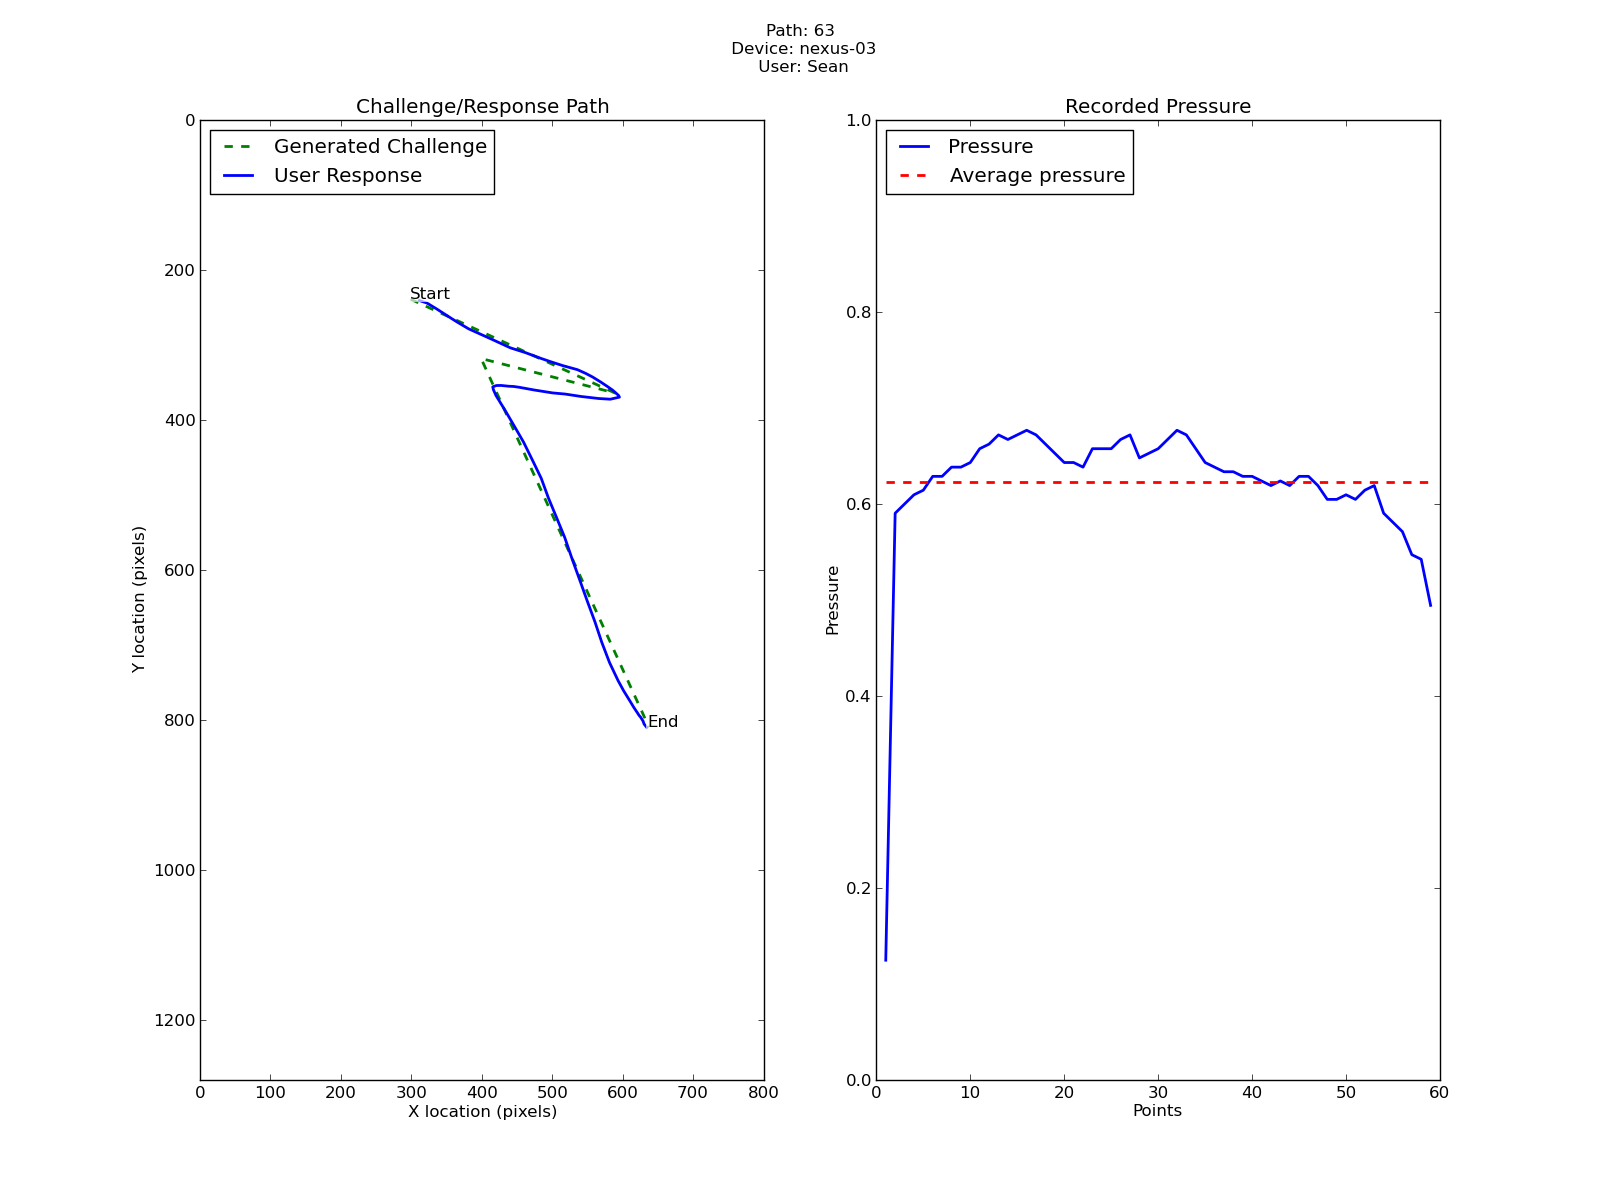 Path: 63
Device: nexus-03
User: Sean
Challenge/Response Path
Generated Challenge
User Response
Start
End
0
200
400
600
800
1000
1200
Y location (pixels)
0 100 200 300 400 500 600 700 800
X location (pixels)
Recorded Pressure
Pressure
Average pressure
1.0
0.8
0.6
0.4
0.2
0.0
Pressure
0 10 20 30 40 50 60
Points